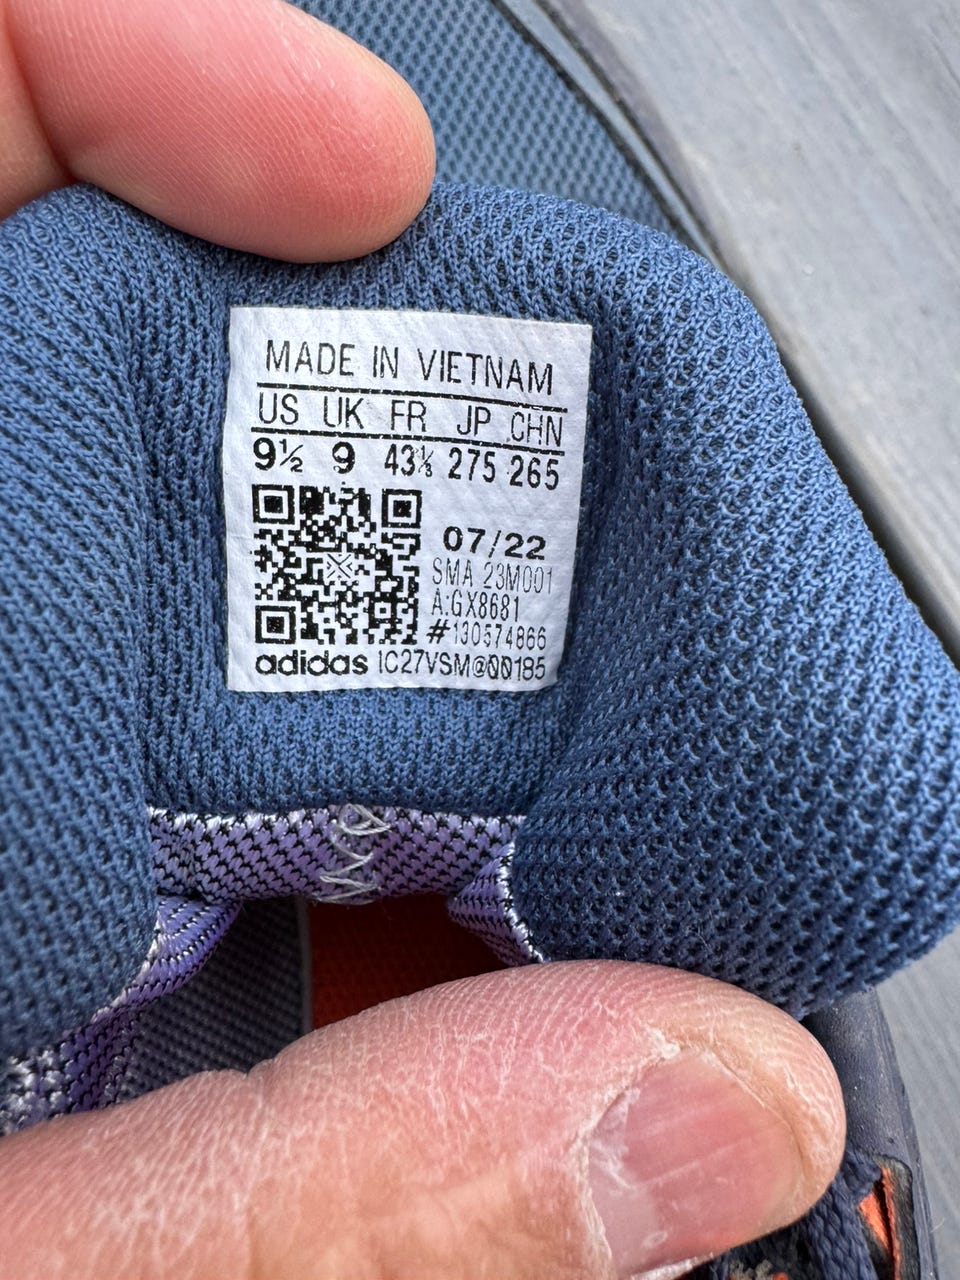 MADE IN VIETNAM
US UK FR JP CHN
9½ 9 43⅓ 275 265
07/22
SMA 23M001
A:GX8681
#130574866
adidas IC27VSM@QQ185